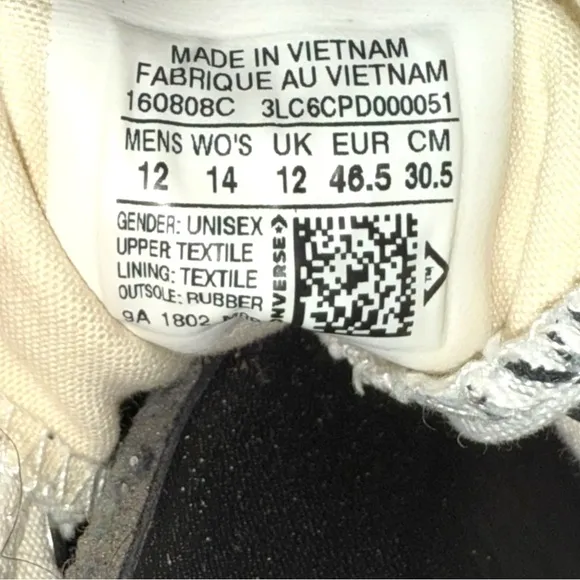 MADE IN VIETNAM
FABRIQUE AU VIETNAM
160808C 3LC6CPD000051
MENS WO'S UK EUR CM
12 14 12 46.5 30.5
GENDER: UNISEX
UPPER TEXTILE
LINING: TEXTILE
OUTSOLE: RUBBER
9A 1802
CONVERSE
TM